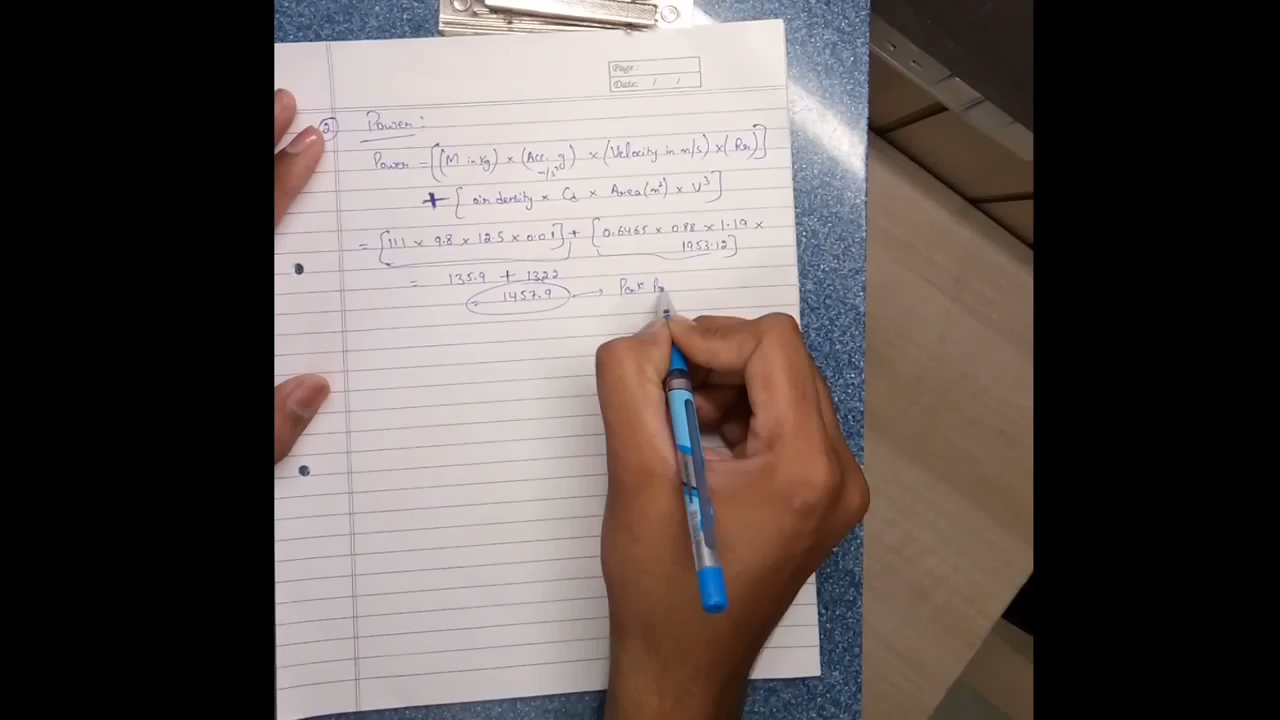 Page:
Date: / /
2) Power:
Power = [(M in kg) × (Acc. g) × (Velocity in m/s) × (Rr)]
m/s²
+ [air density × Cd × Area(m²) × V³]
= [111 × 9.8 × 12.5 × 0.01] + [0.6465 × 0.88 × 1.19 ×
1953.12]
= 135.9 + 1322
= 1457.9 →